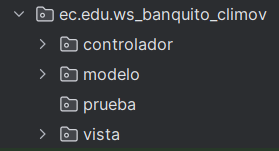 ec.edu.ws_banquito_climov
controlador
modelo
prueba
vista